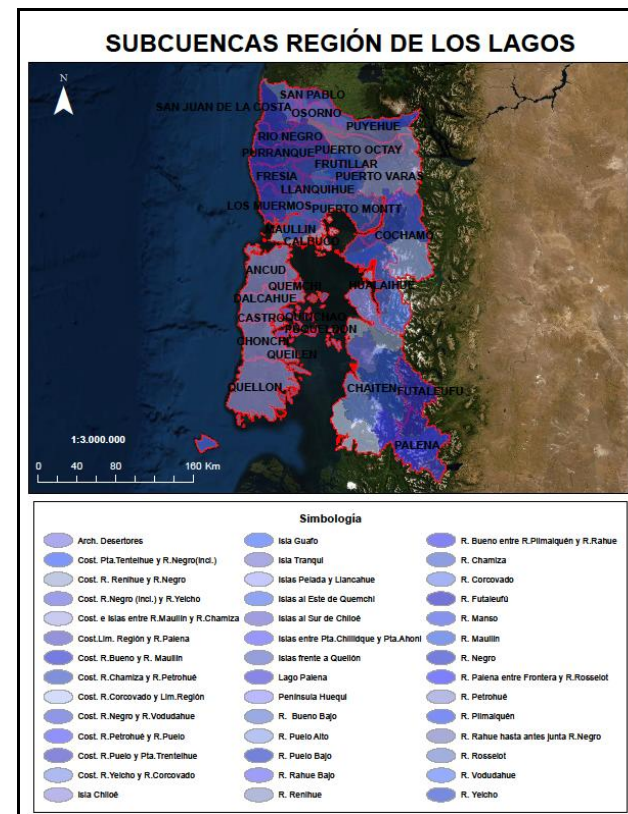 SUBCUENCAS REGIÓN DE LOS LAGOS
N
SAN PABLO
SAN JUAN DE LA COSTA
OSORNO
PUYEHUE
RIO NEGRO
PUERTO OCTAY
PURRANQUE
FRUTILLAR
FRESIA
PUERTO VARAS
LLANQUIHUE
LOS MUERMOS
PUERTO MONTT
MAULLIN
COCHAMO
CALBUCO
ANCUD
QUEMCHI
HUALAIHUE
DALCAHUE
CASTRO
QUINCHAO
PUQUELDON
CHONCHI
QUEILEN
QUELLON
CHAITEN
FUTALEUFU
PALENA
1:3.000.000
0 40 80 160 Km
Simbología
Arch. Desertores
Cost. Pta.Tentelhue y R.Negro(Incl.)
Cost. R. Renihue y R.Negro
Cost. R.Negro (Incl.) y R.Yelcho
Cost. e Islas entre R.Maullin y R.Chamiza
Cost.Lim. Región y R.Palena
Cost. R.Bueno y R. Maullin
Cost. R.Chamiza y R.Petrohué
Cost. R.Corcovado y Lim.Región
Cost. R.Negro y R.Vodudahue
Cost. R.Petrohué y R.Puelo
Cost. R.Puelo y Pta.Trentelhue
Cost. R.Yelcho y R.Corcovado
Isla Chiloé
Isla Guafo
Isla Tranqui
Islas Pelada y Llancahue
Islas al Este de Quemchi
Islas al Sur de Chiloé
Islas entre Pta.Chilldque y Pta.Ahoni
Islas frente a Quellón
Lago Palena
Peninsula Huequi
R. Bueno Bajo
R. Puelo Alto
R. Puelo Bajo
R. Rahue Bajo
R. Renihue
R. Bueno entre R.Pilmaiquén y R.Rahue
R. Chamiza
R. Corcovado
R. Futaleufú
R. Manso
R. Maullin
R. Negro
R. Palena entre Frontera y R.Rosselot
R. Petrohué
R. Pilmaiquén
R. Rahue hasta antes junta R.Negro
R. Rosselot
R. Vodudahue
R. Yelcho